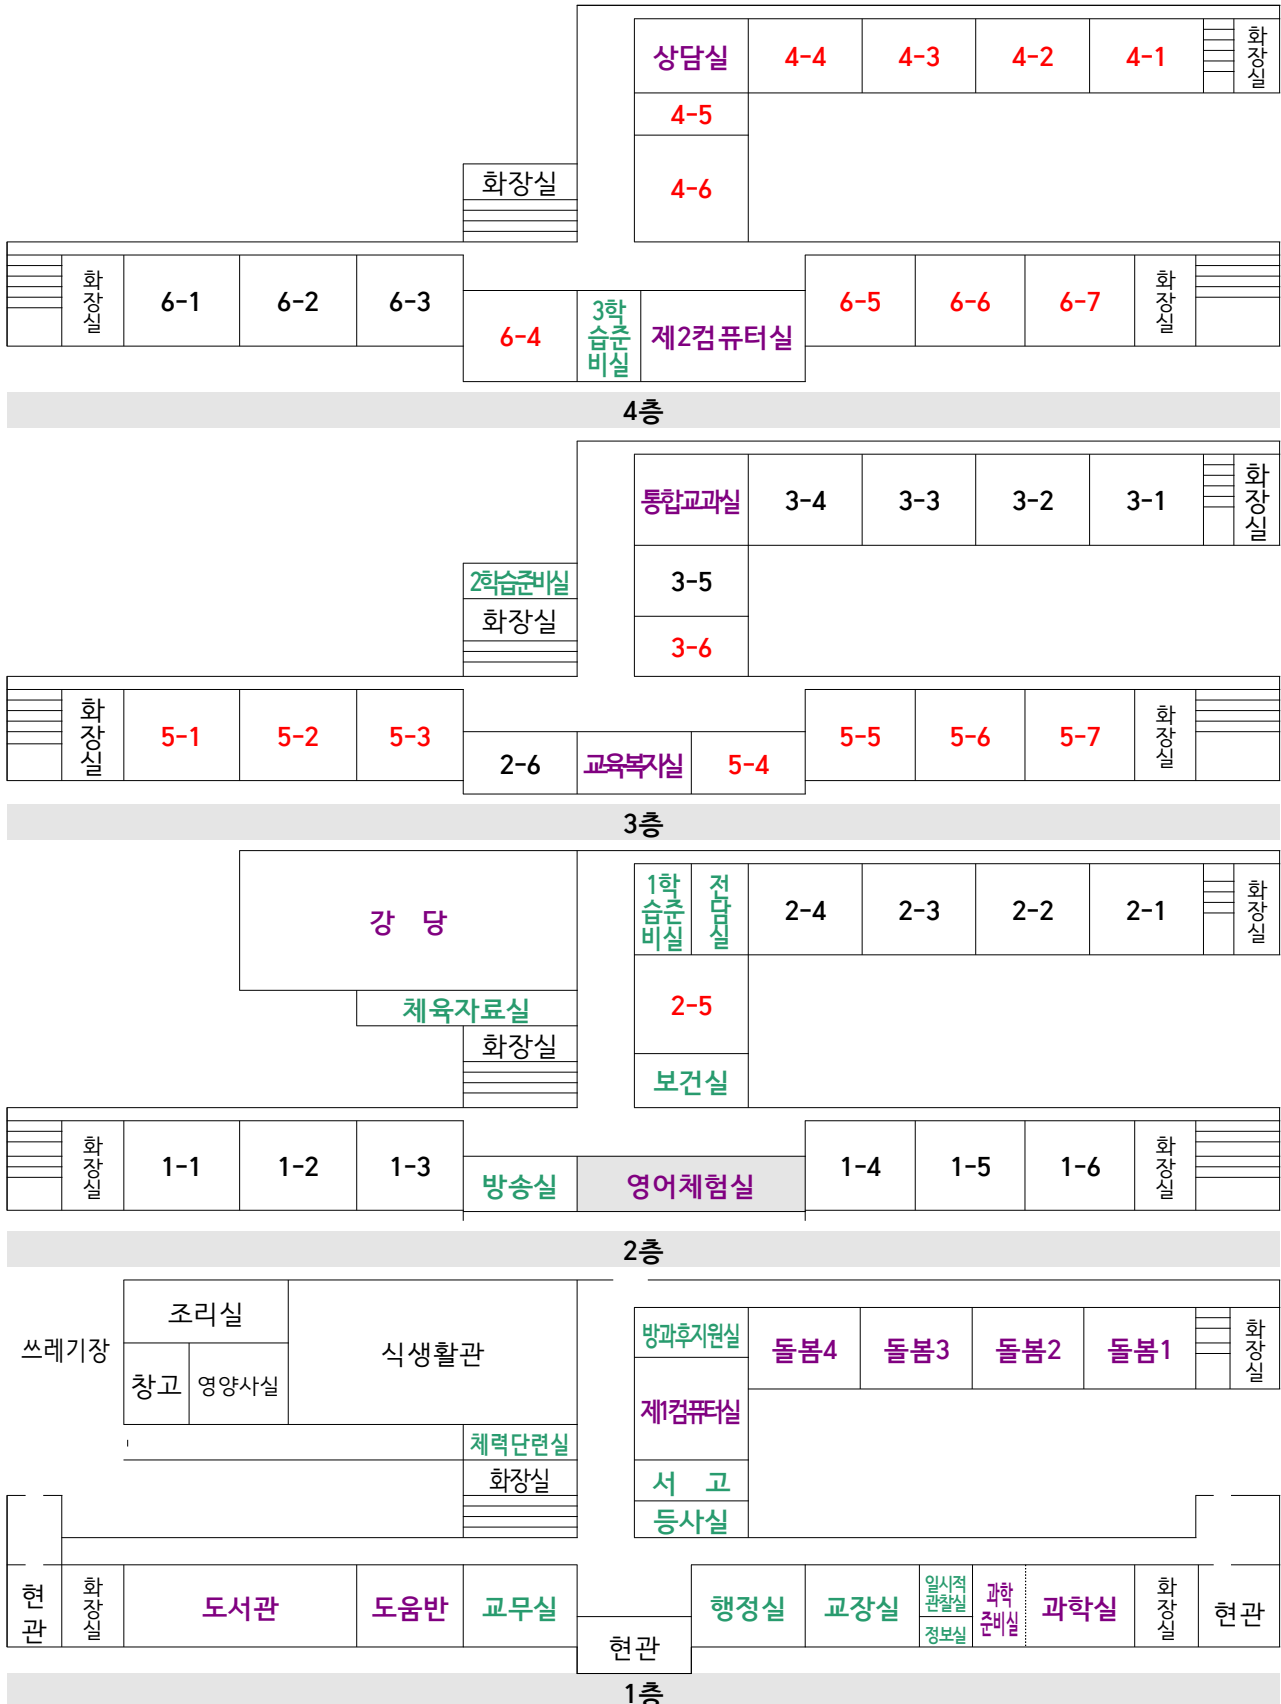 상담실 4-4 4-3 4-2 4-1 화장실
4-5
4-6
화장실
화장실 6-1 6-2 6-3 6-5 6-6 6-7 화장실
6-4 3학습준비실 제2컴퓨터실
4층
통합교과실 3-4 3-3 3-2 3-1 화장실
2학습준비실 3-5
화장실
3-6
화장실 5-1 5-2 5-3 5-5 5-6 5-7 화장실
2-6 교육복지실 5-4
3층
강 당 1학습준비실 전담실 2-4 2-3 2-2 2-1 화장실
체육자료실 2-5
화장실
보건실
화장실 1-1 1-2 1-3 1-4 1-5 1-6 화장실
방송실 영어체험실
2층
조리실
쓰레기장 식생활관 방과후지원실 돌봄4 돌봄3 돌봄2 돌봄1 화장실
창고 영양사실
제1컴퓨터실
체력단련실
화장실 서 고
등사실
현관 화장실 도서관 도움반 교무실 행정실 교장실 일시적관찰실 과학준비실 과학실 화장실 현관
정보실
현관
1층